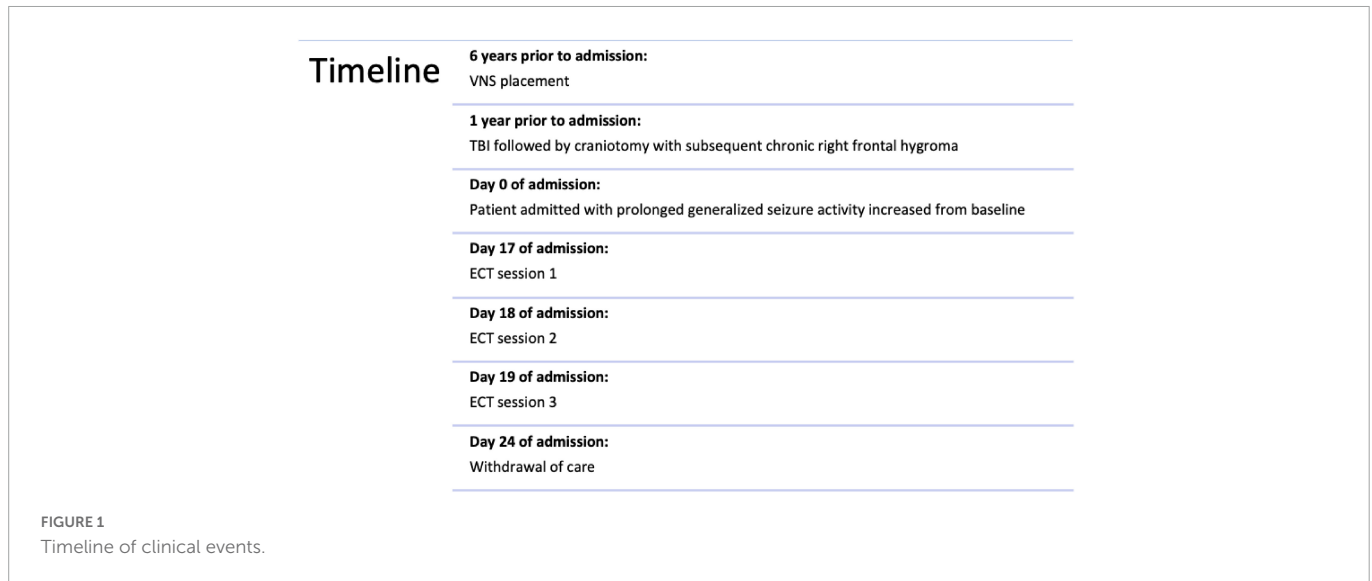 Timeline
6 years prior to admission:
VNS placement
1 year prior to admission:
TBI followed by craniotomy with subsequent chronic right frontal hygroma
Day 0 of admission:
Patient admitted with prolonged generalized seizure activity increased from baseline
Day 17 of admission:
ECT session 1
Day 18 of admission:
ECT session 2
Day 19 of admission:
ECT session 3
Day 24 of admission:
Withdrawal of care
FIGURE 1
Timeline of clinical events.